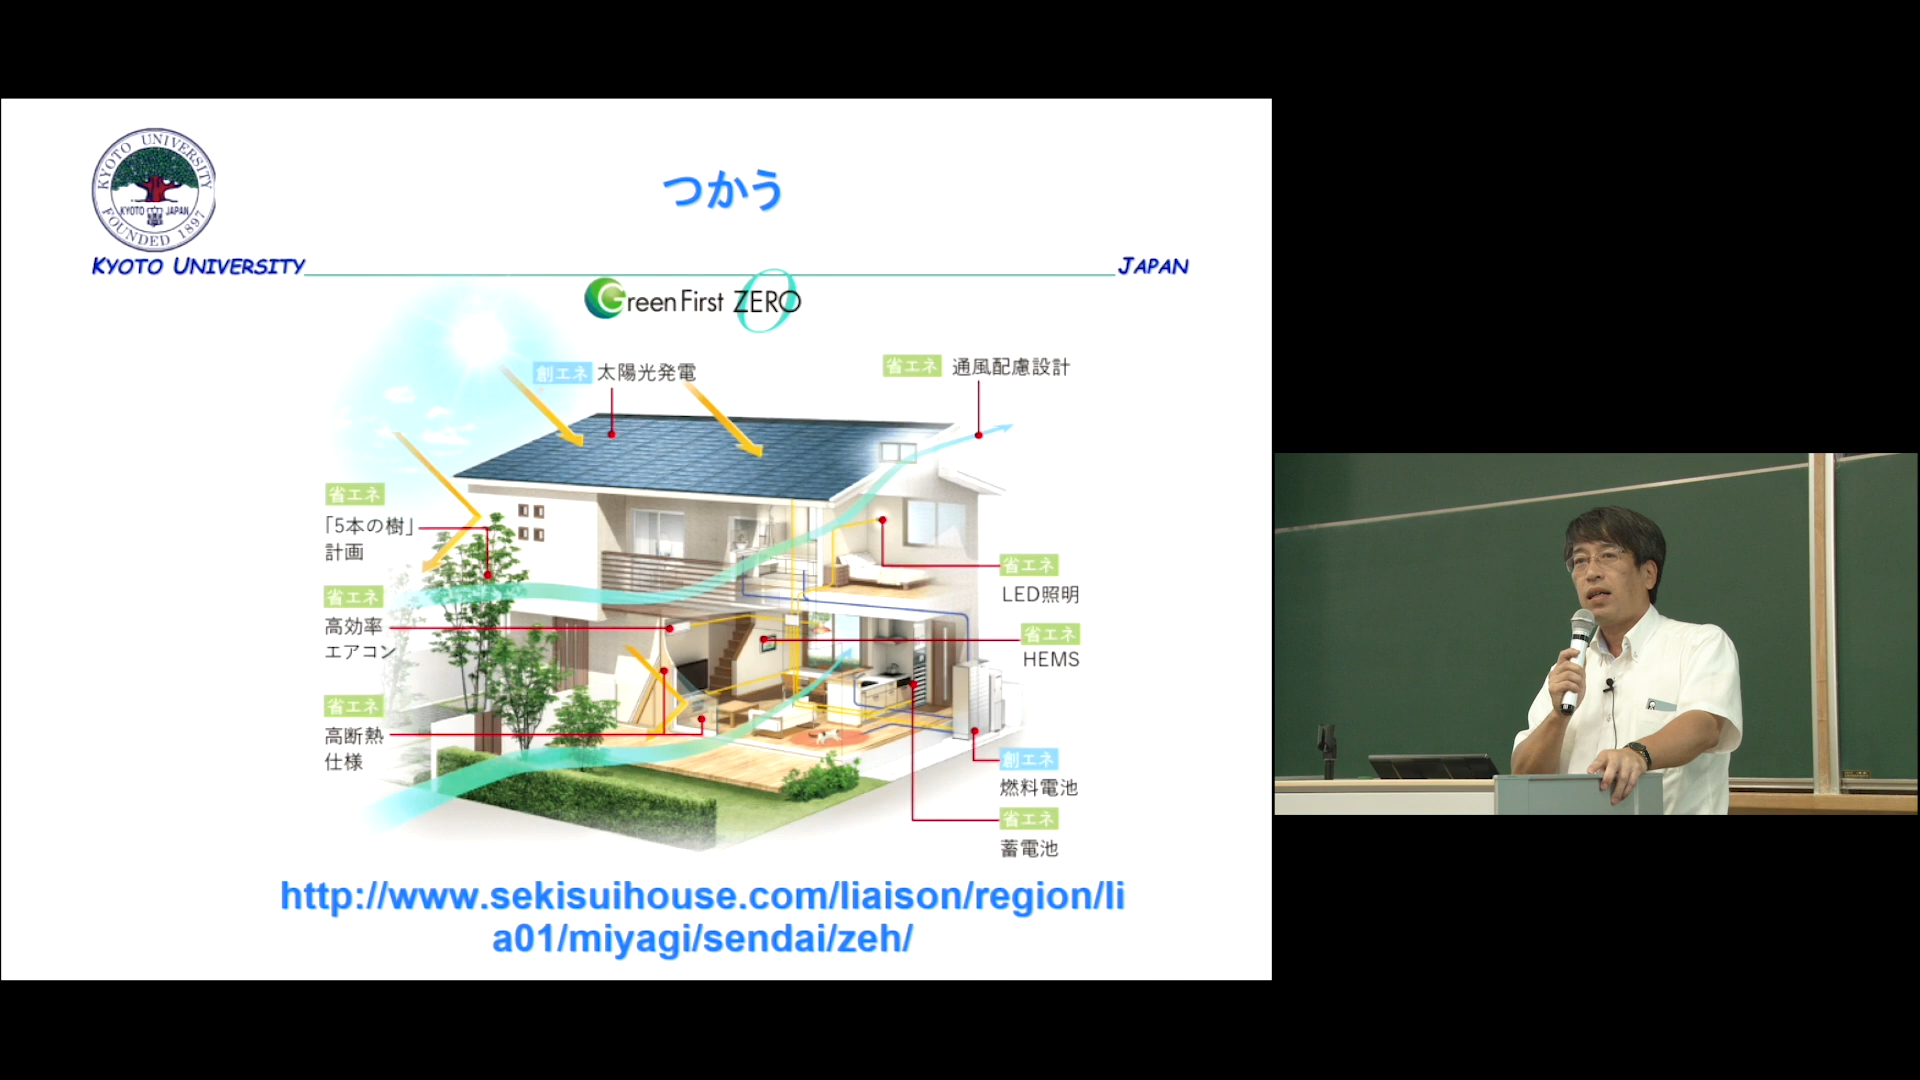 KYOTO UNIVERSITY
KYOTO JAPAN
FOUNDED 1897
つかう
KYOTO UNIVERSITY
JAPAN
Green First ZERO
創エネ 太陽光発電
省エネ 通風配慮設計
省エネ
「5本の樹」
計画
省エネ
高効率
エアコン
省エネ
高断熱
仕様
省エネ
LED照明
省エネ
HEMS
創エネ
燃料電池
省エネ
蓄電池
http://www.sekisuihouse.com/liaison/region/li
a01/miyagi/sendai/zeh/